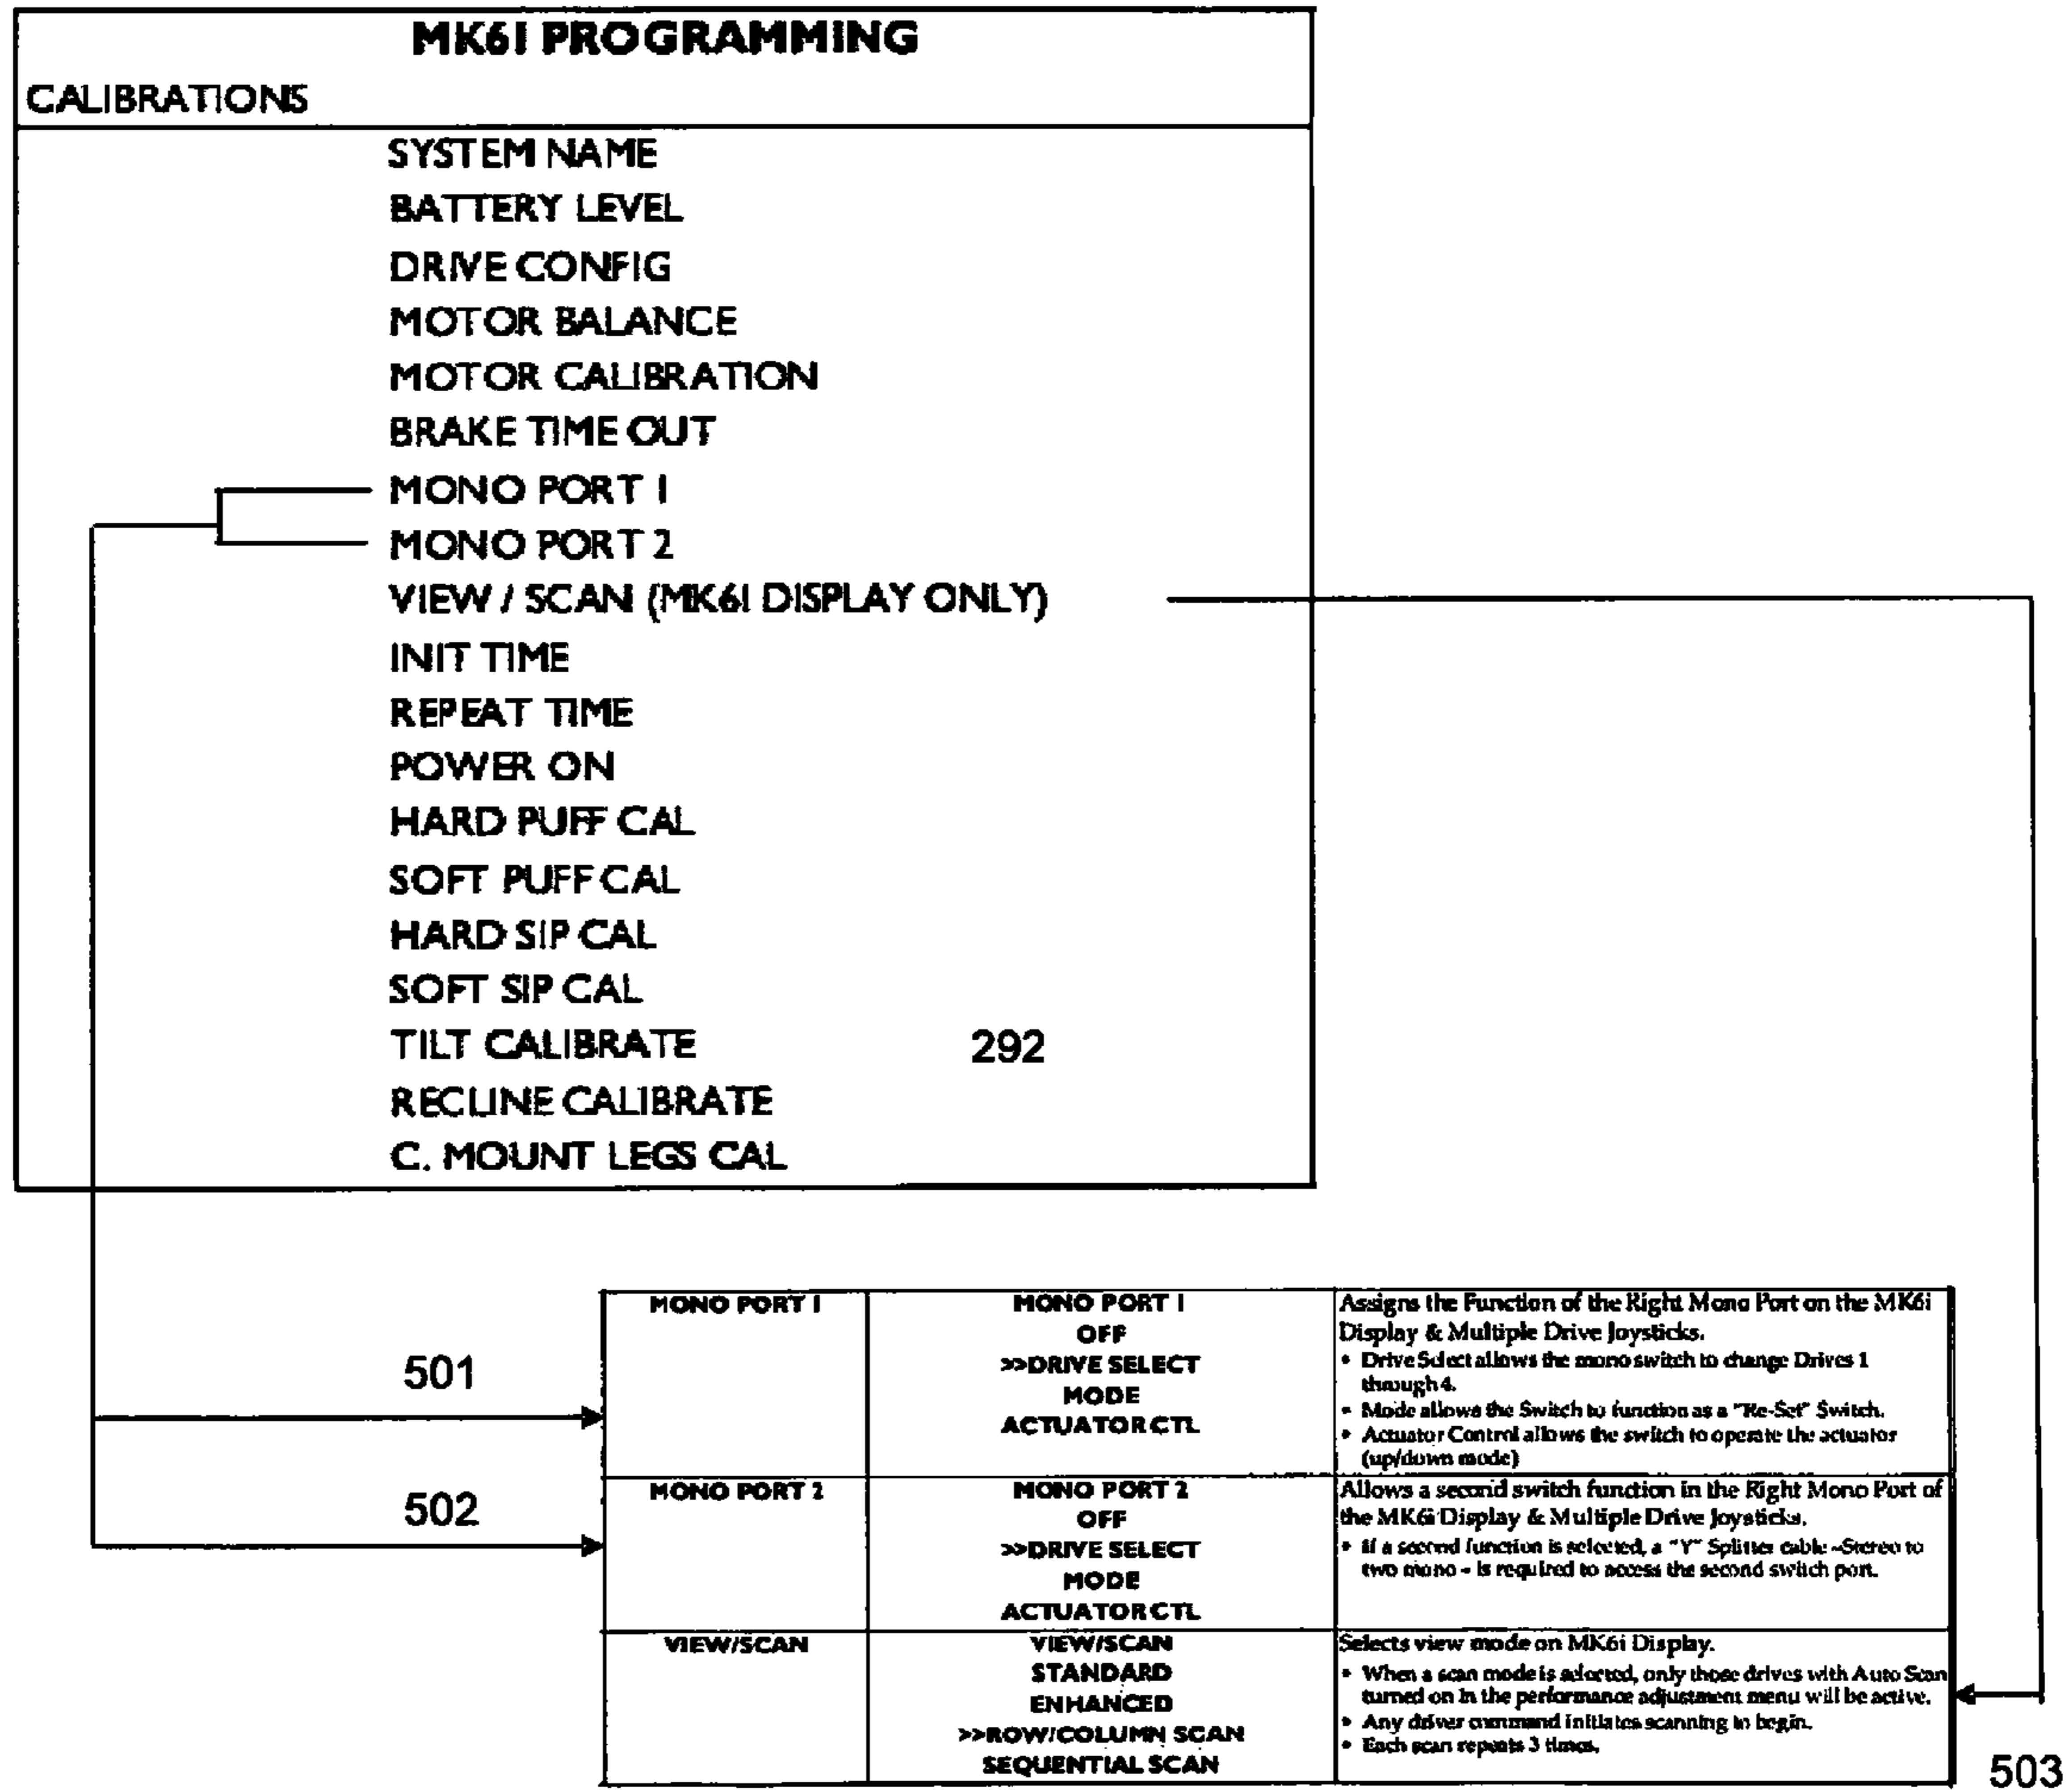 MK6I PROGRAMMING
CALIBRATIONS
SYSTEM NAME
BATTERY LEVEL
DRIVE CONFIG
MOTOR BALANCE
MOTOR CALIBRATION
BRAKE TIME OUT
MONO PORT 1
MONO PORT 2
VIEW / SCAN (MK6I DISPLAY ONLY)
INIT TIME
REPEAT TIME
POWER ON
HARD PUFF CAL
SOFT PUFF CAL
HARD SIP CAL
SOFT SIP CAL
TILT CALIBRATE 292
RECLINE CALIBRATE
C. MOUNT LEGS CAL
501
MONO PORT 1
MONO PORT 1
OFF
>>DRIVE SELECT
MODE
ACTUATOR CTL
Assigns the Function of the Right Mono Port on the MK6i
Display & Multiple Drive Joysticks.
• Drive Select allows the mono switch to change Drives 1
through 4.
• Mode allows the Switch to function as a "Re-Set" Switch.
• Actuator Control allows the switch to operate the actuator
(up/down mode)
502
MONO PORT 2
MONO PORT 2
OFF
>>DRIVE SELECT
MODE
ACTUATOR CTL
Allows a second switch function in the Right Mono Port of
the MK6i Display & Multiple Drive Joysticks.
• If a second function is selected, a "Y" Splitter cable -Stereo to
two mono - is required to access the second switch port.
VIEW/SCAN
VIEW/SCAN
STANDARD
ENHANCED
>>ROW/COLUMN SCAN
SEQUENTIAL SCAN
Selects view mode on MK6i Display.
• When a scan mode is selected, only those drives with Auto Scan
turned on in the performance adjustment menu will be active.
• Any driver command initiates scanning to begin.
• Each scan repeats 3 times.
503